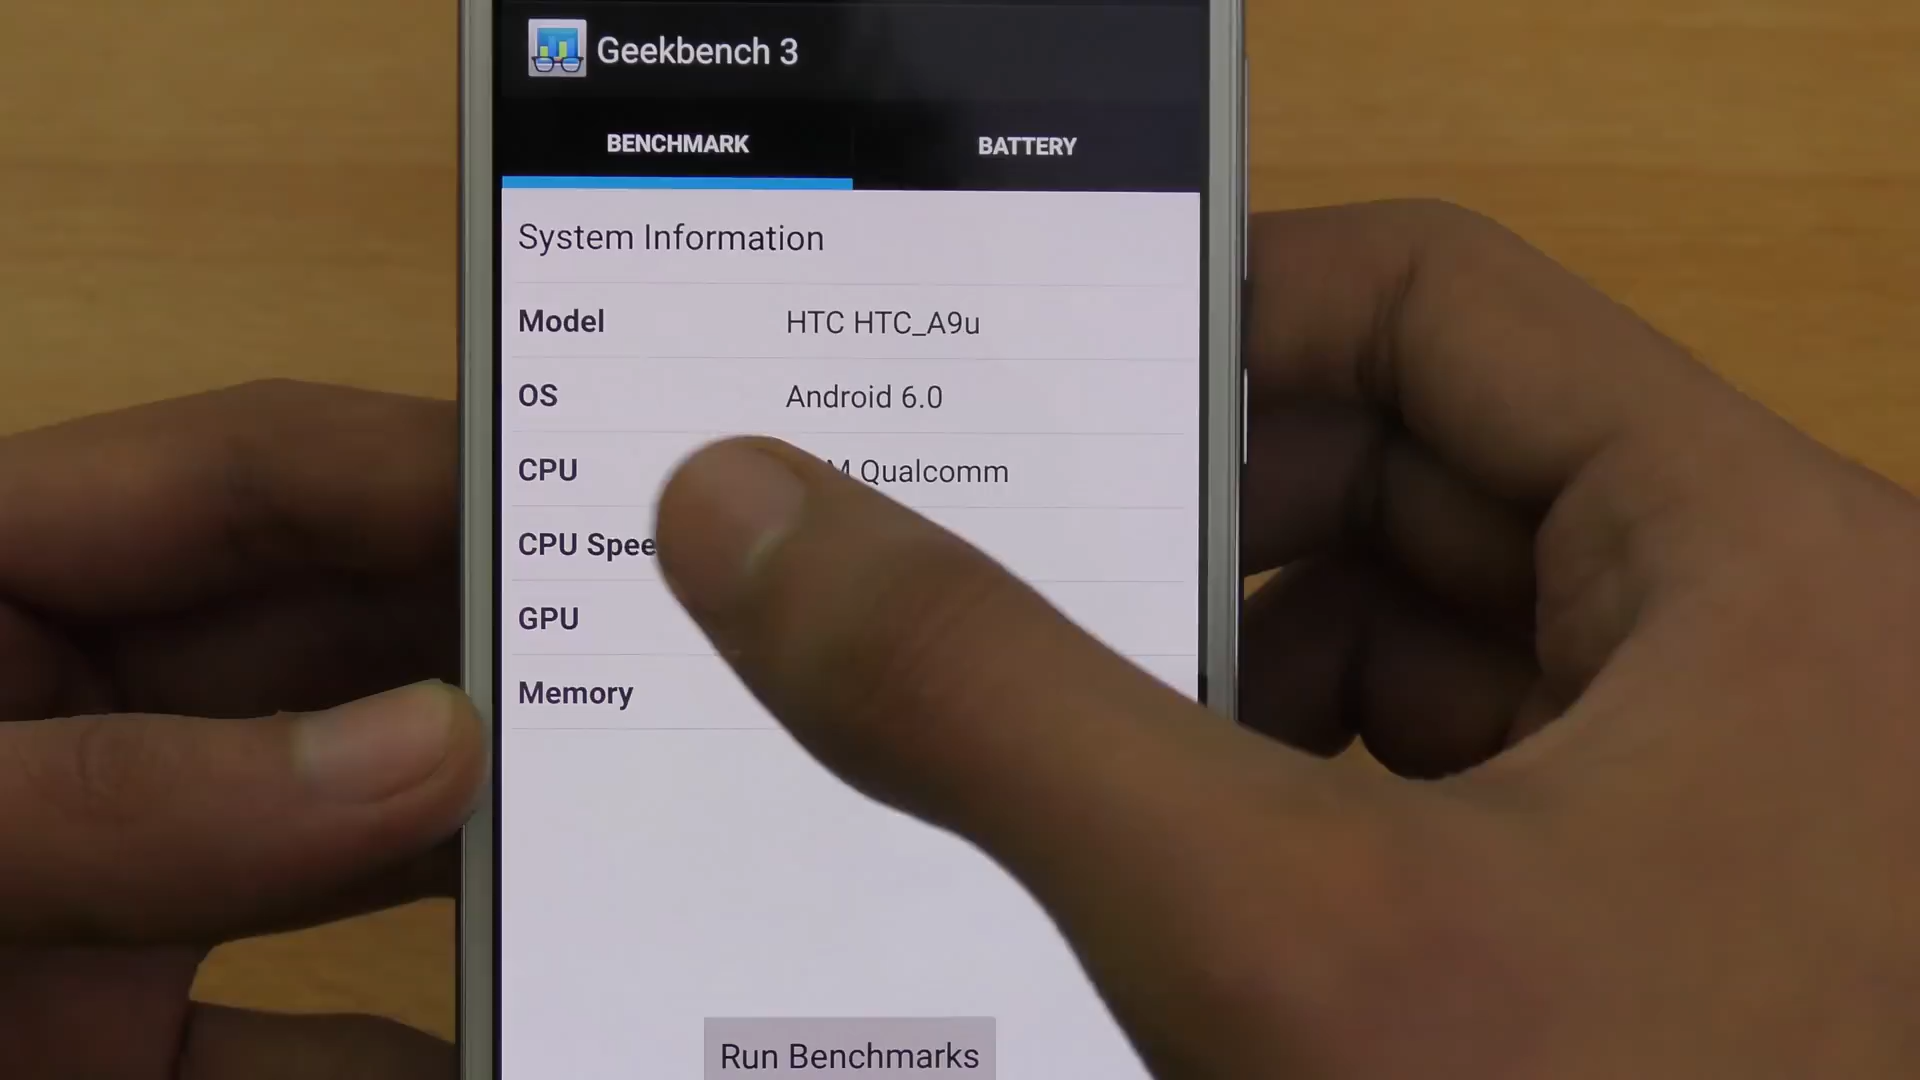 Geekbench 3
BENCHMARK
BATTERY
System Information
Model HTC HTC_A9u
OS Android 6.0
CPU Qualcomm
CPU
GPU
Memory
Run Benchmarks